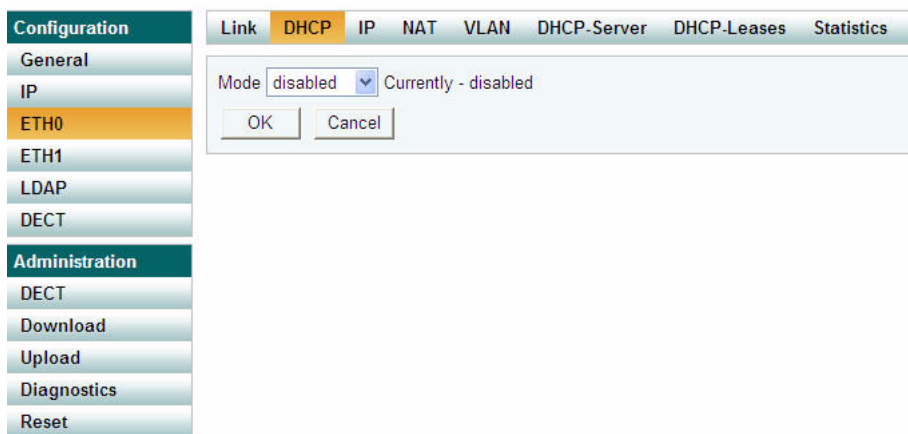 Configuration
General
IP
ETH0
ETH1
LDAP
DECT
Administration
DECT
Download
Upload
Diagnostics
Reset
Link DHCP IP NAT VLAN DHCP-Server DHCP-Leases Statistics
Mode disabled Currently - disabled
OK Cancel